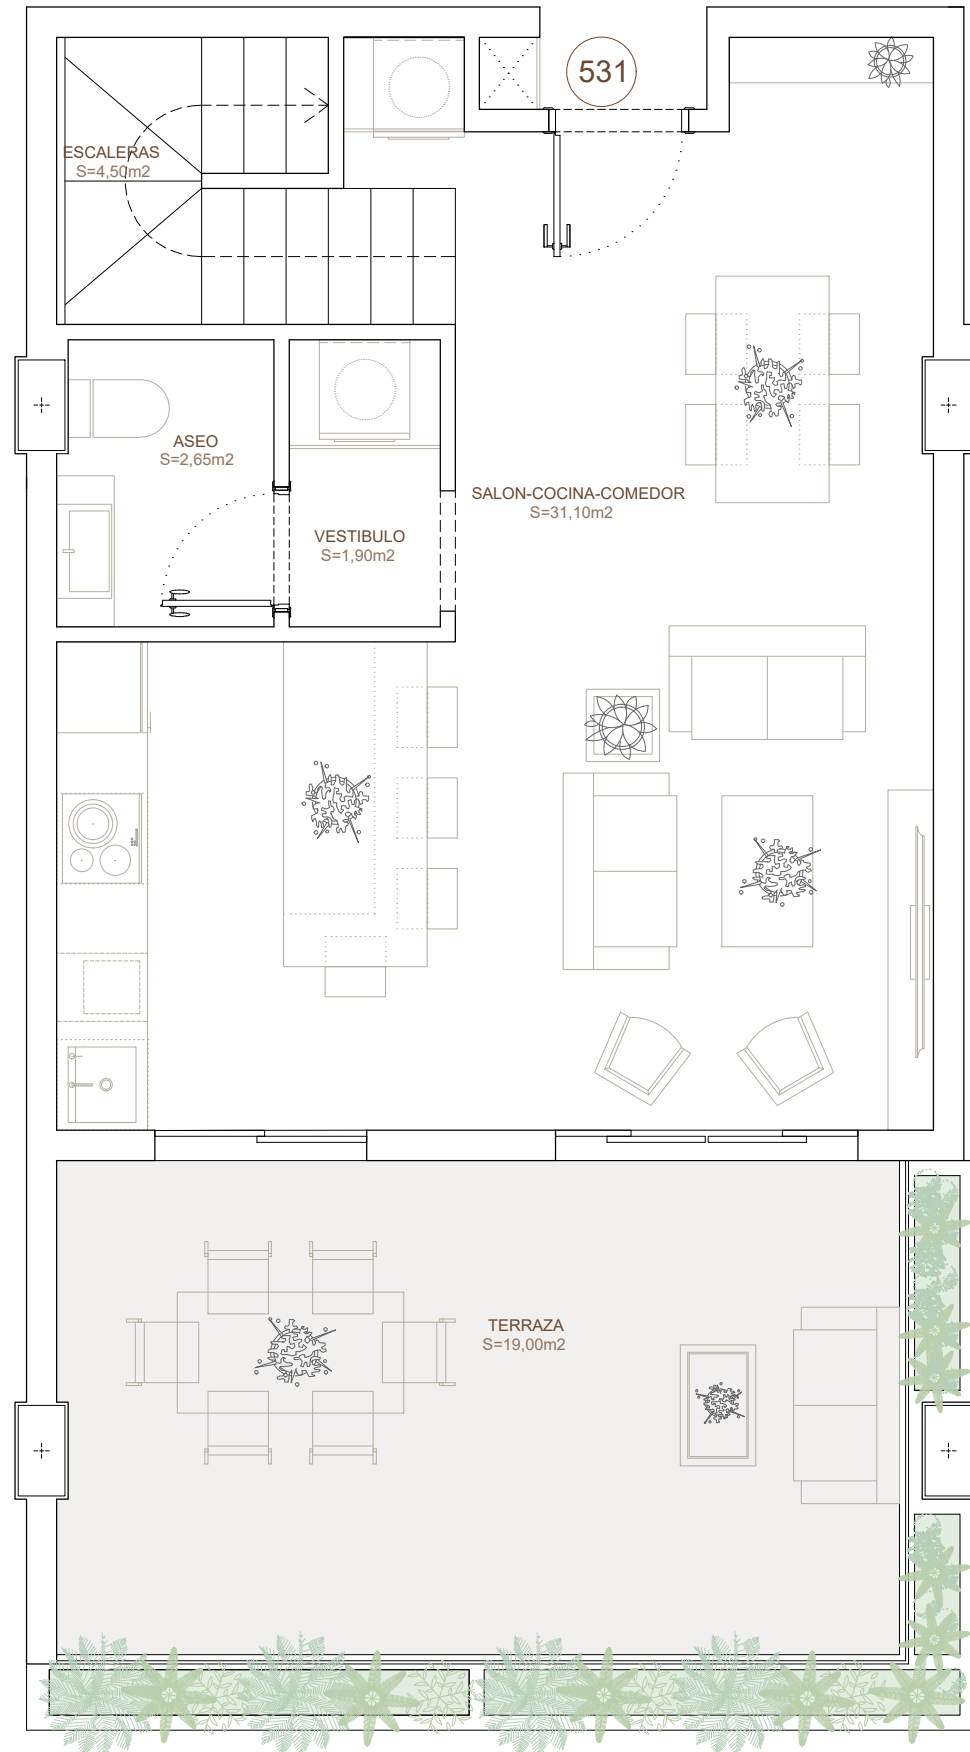 531
ESCALERAS
S=4,50m2
ASEO
S=2,65m2
SALON-COCINA-COMEDOR
S=31,10m2
VESTIBULO
S=1,90m2
TERRAZA
S=19,00m2